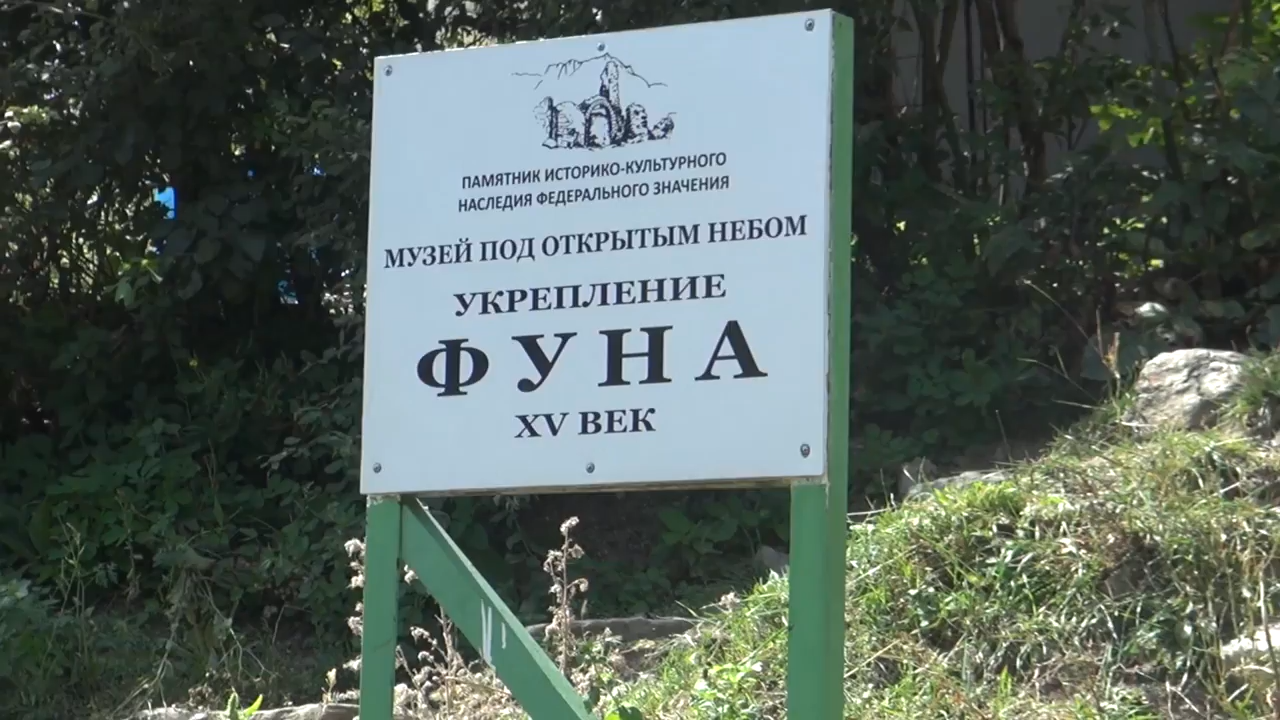 ПАМЯТНИК ИСТОРИКО-КУЛЬТУРНОГО
НАСЛЕДИЯ ФЕДЕРАЛЬНОГО ЗНАЧЕНИЯ
МУЗЕЙ ПОД ОТКРЫТЫМ НЕБОМ
УКРЕПЛЕНИЕ
ФУНА
XV ВЕК